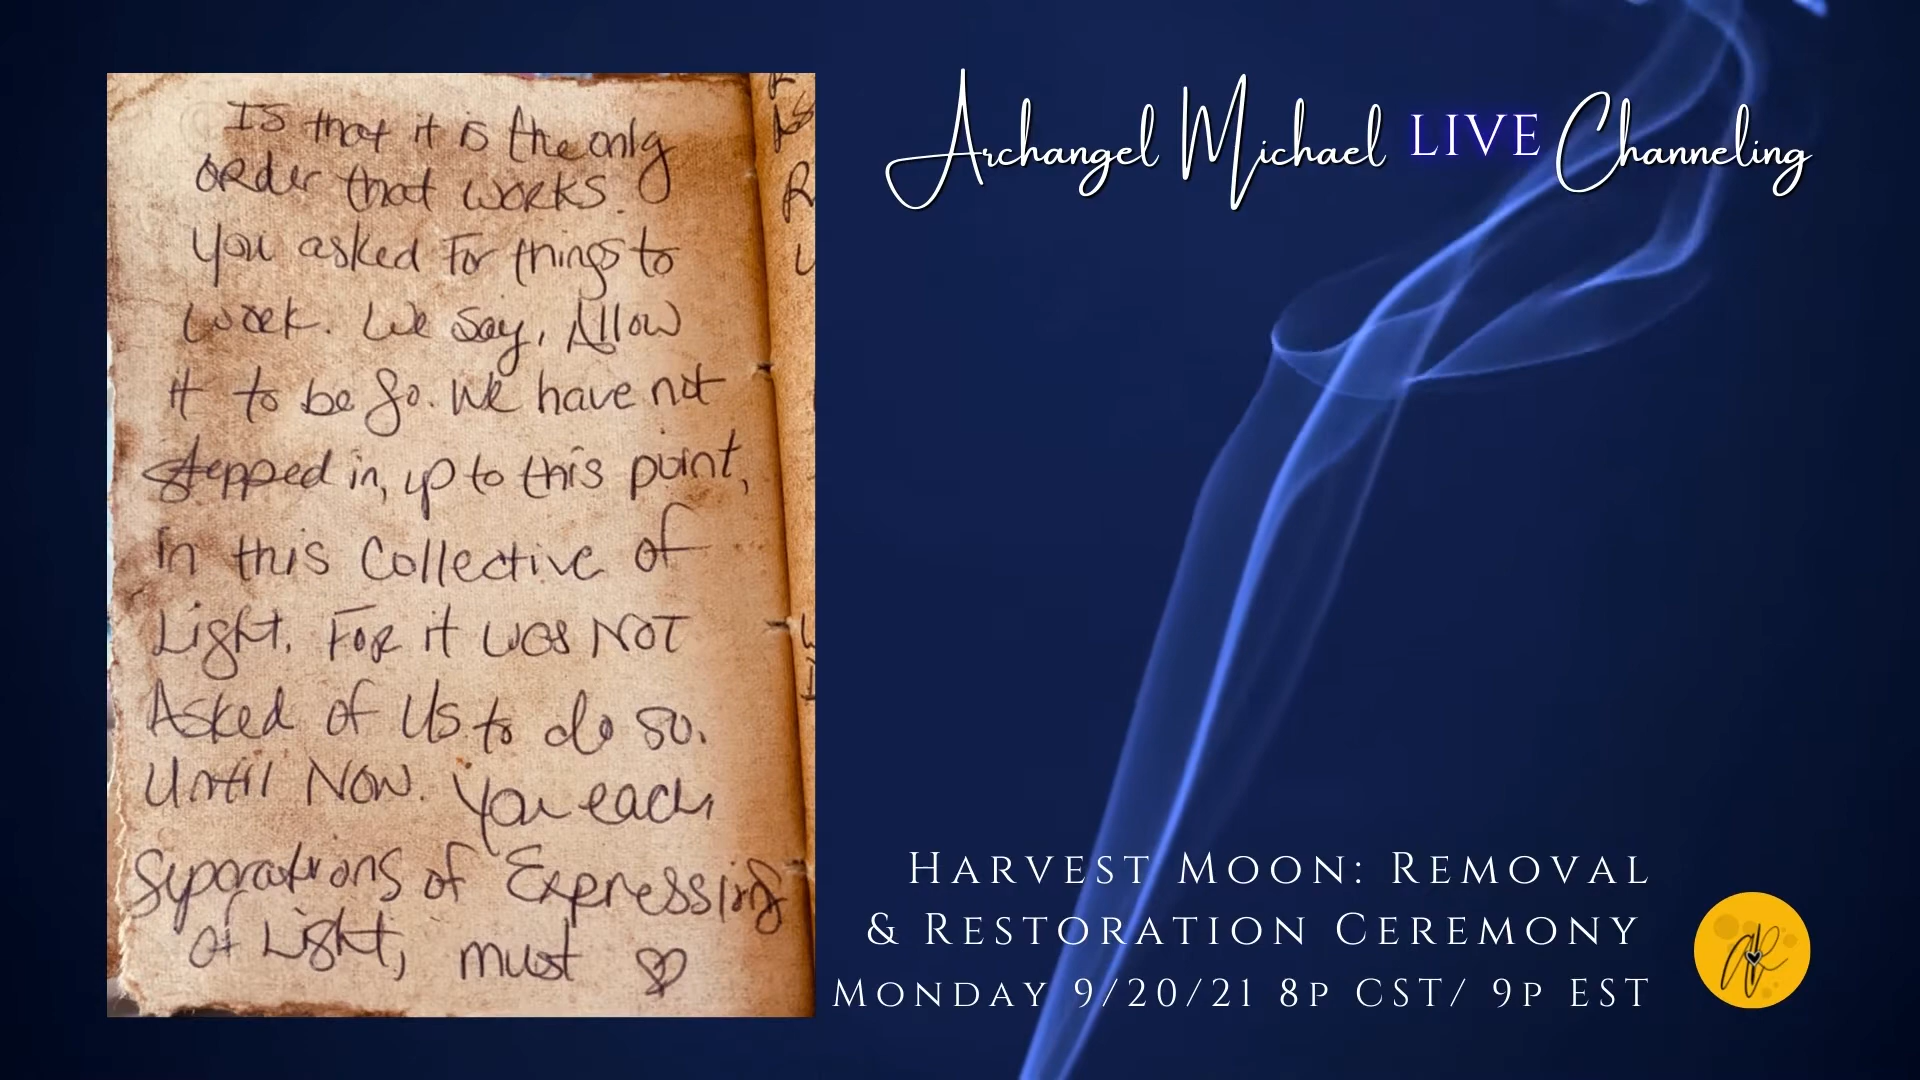 Is that it is the only
order that works.
You asked For things to
work. We say, Allow
it to be so. We have not
stepped in, up to this point,
in this Collective of
Light. For it was NOT
Asked of Us to do so.
Until Now. You each,
Syparations of Expressing
of Light, must
Archangel Michael LIVE Channeling
Harvest Moon: Removal
& Restoration Ceremony
Monday 9/20/21 8p CST/ 9p EST